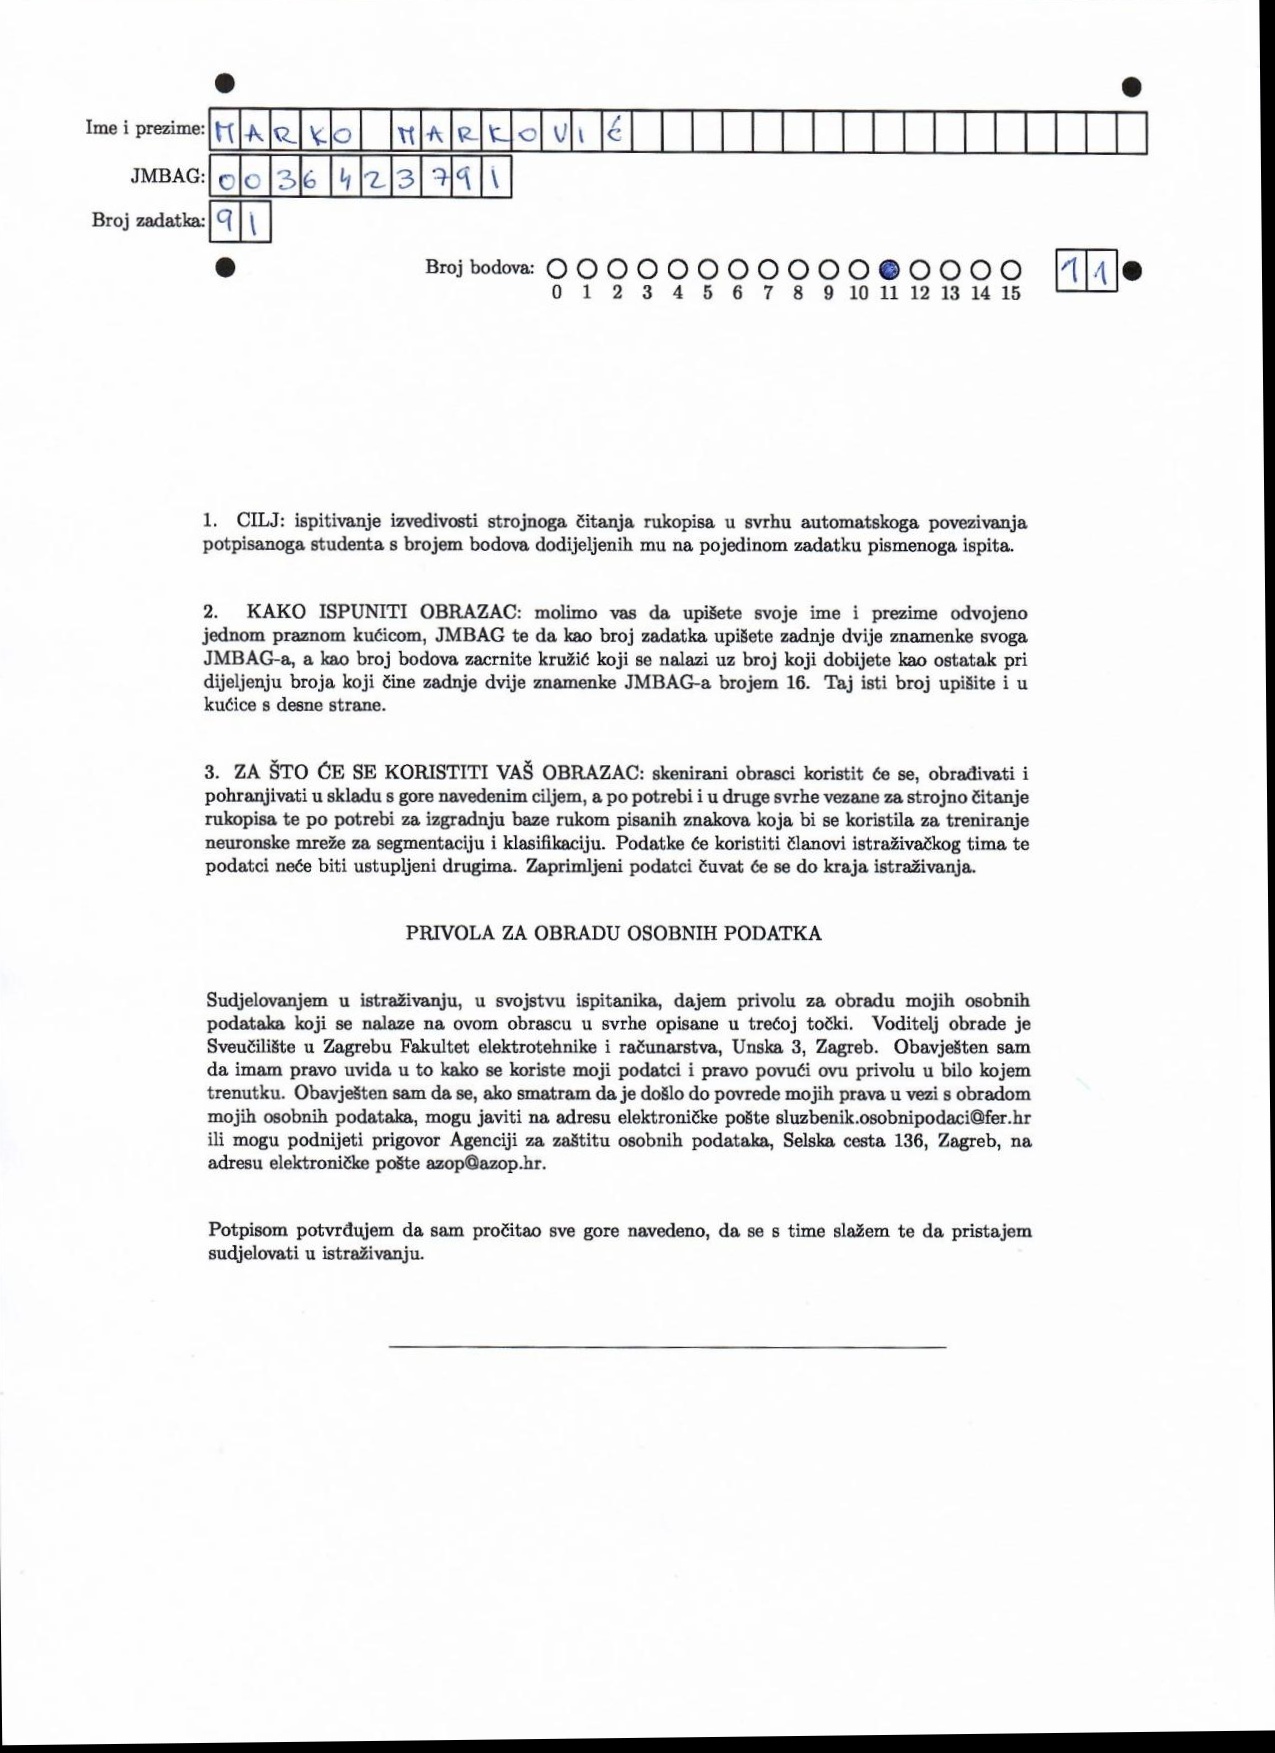 Ime i prezime: MARKO MARKOVIĆ
JMBAG: 0036423791
Broj zadatka: 91
Broj bodova: 11
0 1 2 3 4 5 6 7 8 9 10 11 12 13 14 15
1. CILJ: ispitivanje izvedivosti strojnoga čitanja rukopisa u svrhu automatskoga povezivanja
potpisanoga studenta s brojem bodova dodijeljenih mu na pojedinom zadatku pismenoga ispita.
2. KAKO ISPUNITI OBRAZAC: molimo vas da upišete svoje ime i prezime odvojeno
jednom praznom kućicom, JMBAG te da kao broj zadatka upišete zadnje dvije znamenke svoga
JMBAG-a, a kao broj bodova zacrnite kružić koji se nalazi uz broj koji dobijete kao ostatak pri
dijeljenju broja koji čine zadnje dvije znamenke JMBAG-a brojem 16. Taj isti broj upišite i u
kućice s desne strane.
3. ZA ŠTO ĆE SE KORISTITI VAŠ OBRAZAC: skenirani obrasci koristit će se, obrađivati i
pohranjivati u skladu s gore navedenim ciljem, a po potrebi i u druge svrhe vezane za strojno čitanje
rukopisa te po potrebi za izgradnju baze rukom pisanih znakova koja bi se koristila za treniranje
neuronske mreže za segmentaciju i klasifikaciju. Podatke će koristiti članovi istraživačkog tima te
podatci neće biti ustupljeni drugima. Zaprimljeni podatci čuvat će se do kraja istraživanja.
PRIVOLA ZA OBRADU OSOBNIH PODATKA
Sudjelovanjem u istraživanju, u svojstvu ispitanika, dajem privolu za obradu mojih osobnih
podataka koji se nalaze na ovom obrascu u svrhe opisane u trećoj točki. Voditelj obrade je
Sveučilište u Zagrebu Fakultet elektrotehnike i računarstva, Unska 3, Zagreb. Obavješten sam
da imam pravo uvida u to kako se koriste moji podatci i pravo povući ovu privolu u bilo kojem
trenutku. Obavješten sam da se, ako smatram da je došlo do povrede mojih prava u vezi s obradom
mojih osobnih podataka, mogu javiti na adresu elektroničke pošte sluzbenik.osobnipodaci@fer.hr
ili mogu podnijeti prigovor Agenciji za zaštitu osobnih podataka, Selska cesta 136, Zagreb, na
adresu elektroničke pošte azop@azop.hr.
Potpisom potvrđujem da sam pročitao sve gore navedeno, da se s time slažem te da pristajem
sudjelovati u istraživanju.